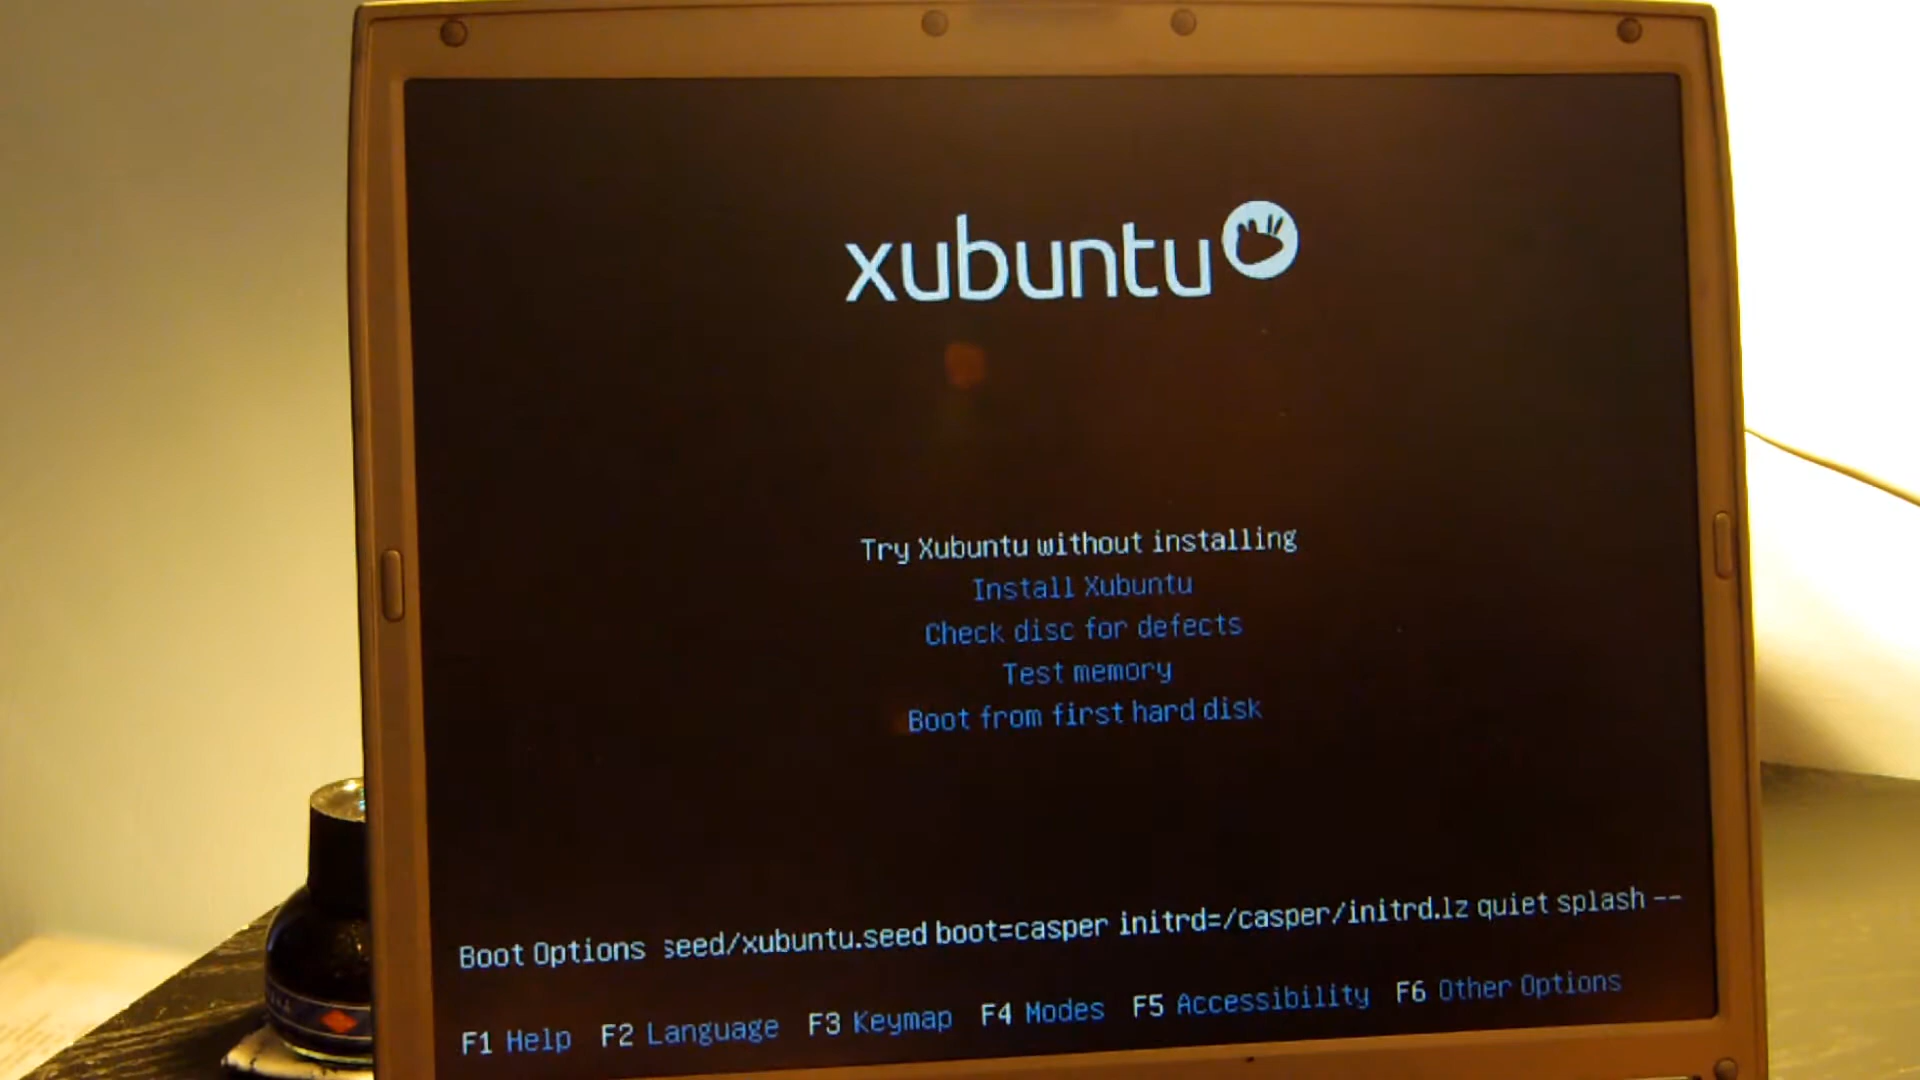 xubuntu
Try Xubuntu without installing
Install Xubuntu
Check disc for defects
Test memory
Boot from first hard disk
Boot Options seed/xubuntu.seed boot=casper initrd=/casper/initrd.lz quiet splash --
F1 Help F2 Language F3 Keymap F4 Modes F5 Accessibility F6 Other Options